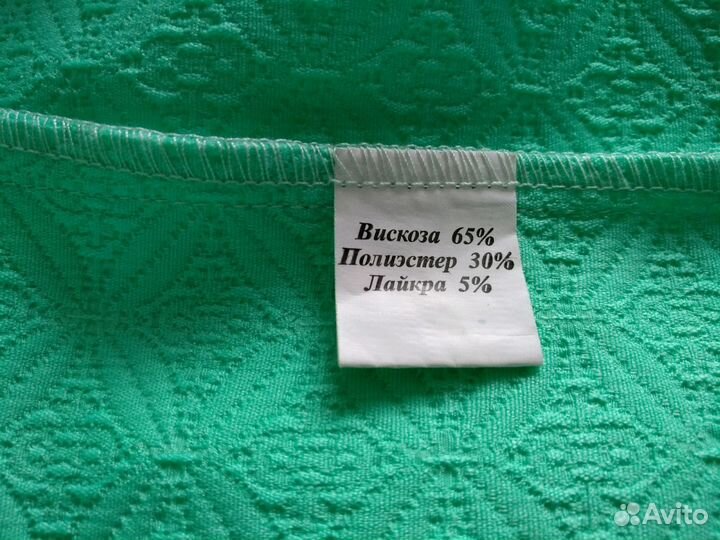 Вискоза 65%
Полиэстер 30%
Лайкра 5%
Avito